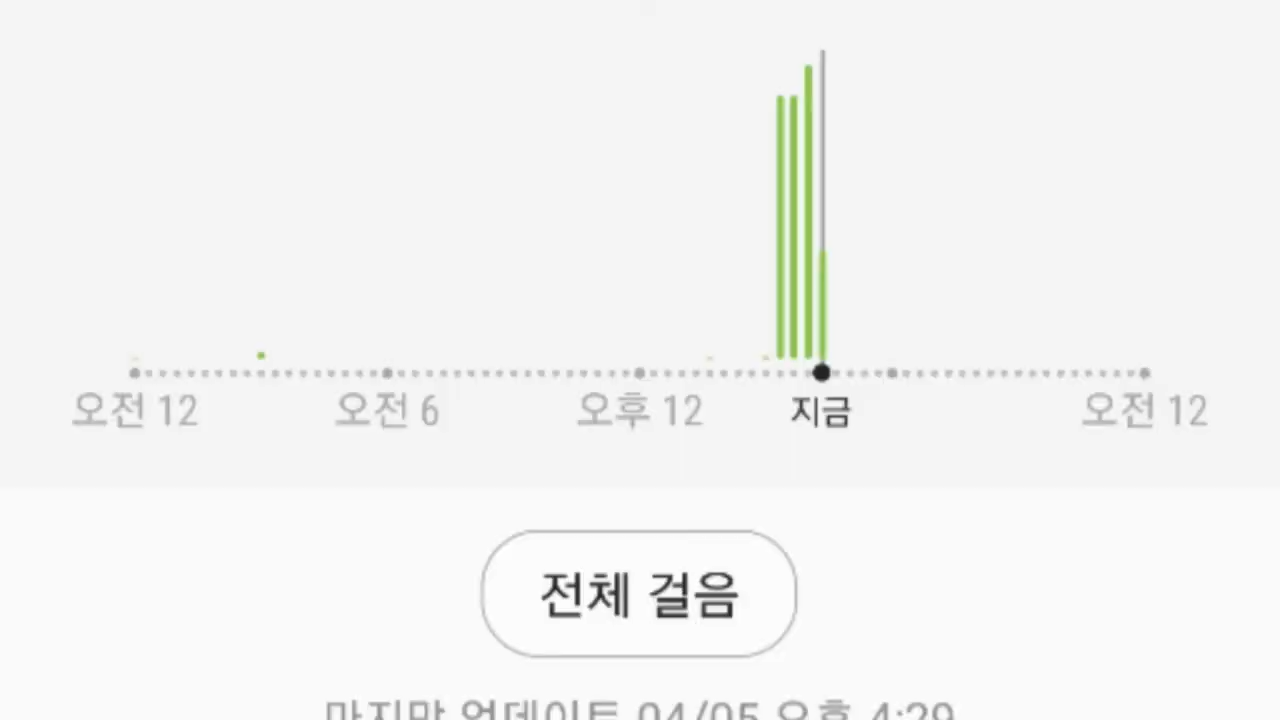 오전 12 오전 6 오후 12 지금 오전 12
전체 걸음
마지막 업데이트 04/05 오후 4:29